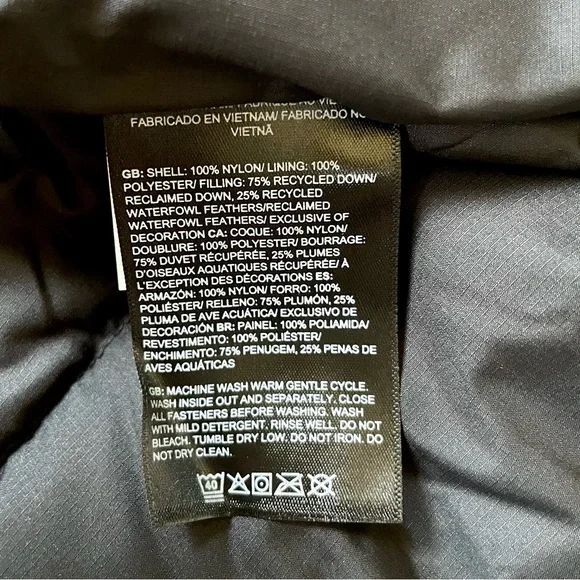 FABRICADO EN VIETNAM/ FABRICADO NO
VIETNÃ
GB: SHELL: 100% NYLON/ LINING: 100%
POLYESTER/ FILLING: 75% RECYCLED DOWN/
RECLAIMED DOWN, 25% RECYCLED
WATERFOWL FEATHERS/RECLAIMED
WATERFOWL FEATHERS/ EXCLUSIVE OF
DECORATION CA: COQUE: 100% NYLON/
DOUBLURE: 100% POLYESTER/ BOURRAGE:
75% DUVET RÉCUPÉRÉE, 25% PLUMES
D'OISEAUX AQUATIQUES RÉCUPÉRÉE/ À
L'EXCEPTION DES DÉCORATIONS ES:
ARMAZÓN: 100% NYLON/ FORRO: 100%
POLIÉSTER/ RELLENO: 75% PLUMÓN, 25%
PLUMA DE AVE ACUÁTICA/ EXCLUSIVO DE
DECORACIÓN BR: PAINEL: 100% POLIAMIDA/
REVESTIMENTO: 100% POLIÉSTER/
ENCHIMENTO: 75% PENUGEM, 25% PENAS DE
AVES AQUÁTICAS
GB: MACHINE WASH WARM GENTLE CYCLE.
WASH INSIDE OUT AND SEPARATELY. CLOSE
ALL FASTENERS BEFORE WASHING. WASH
WITH MILD DETERGENT. RINSE WELL. DO NOT
BLEACH. TUMBLE DRY LOW. DO NOT IRON. DO
NOT DRY CLEAN.
40